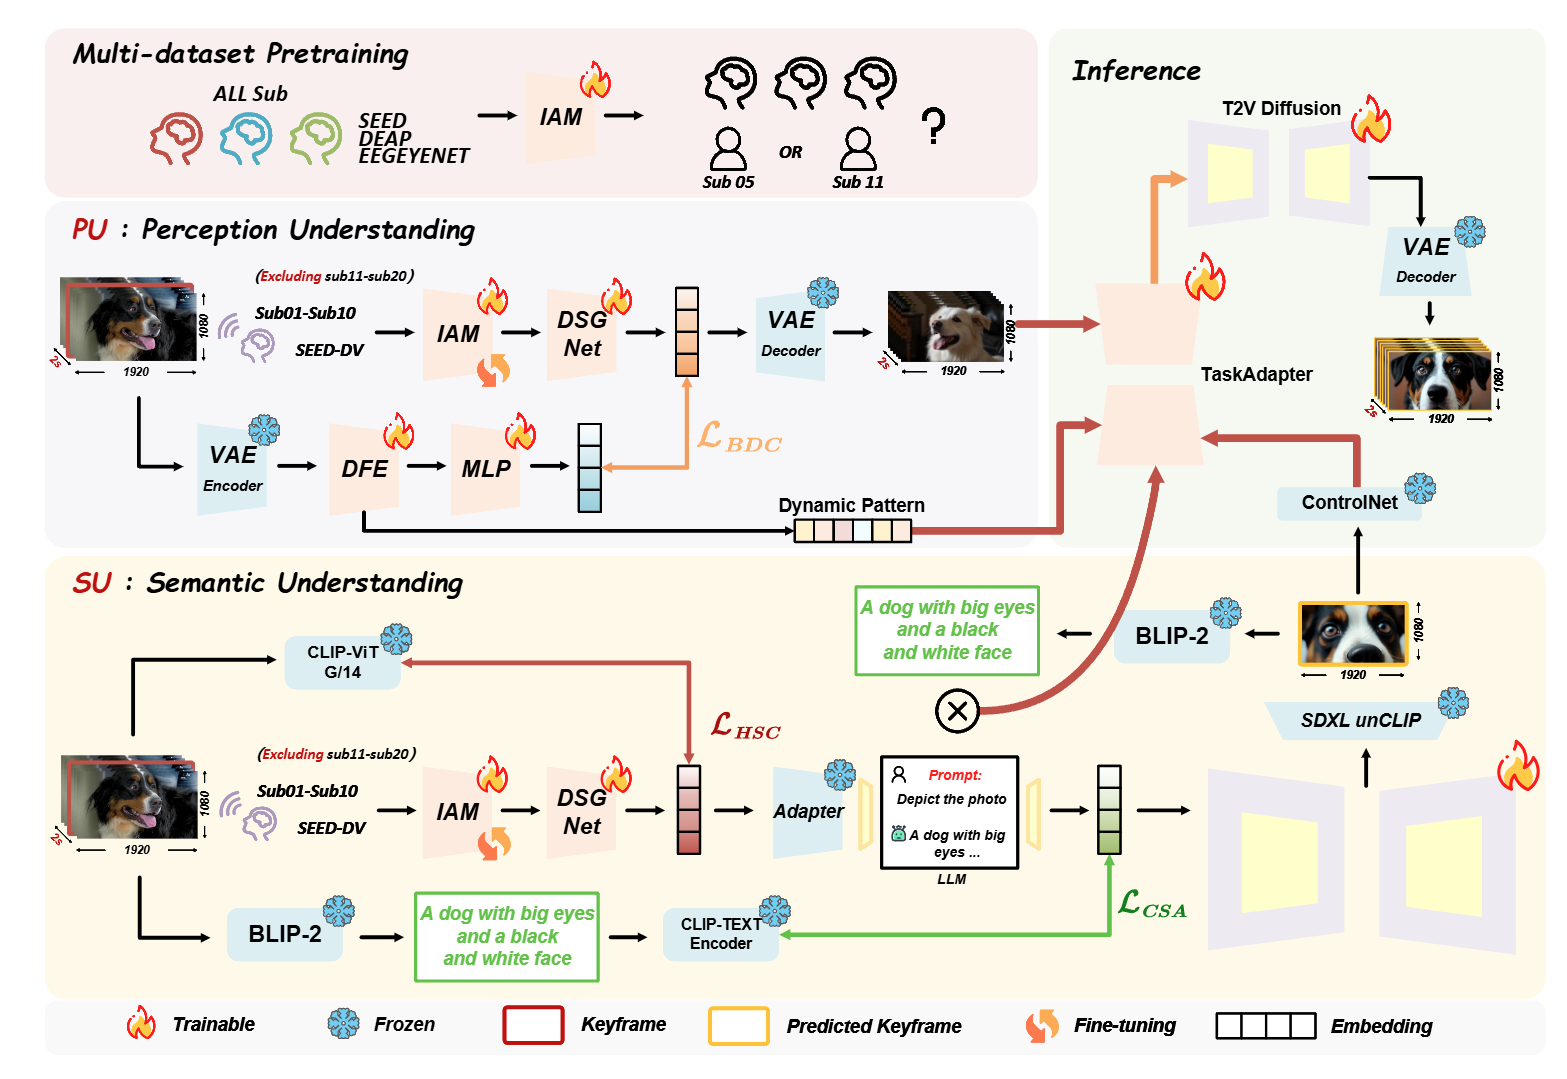 Multi-dataset Pretraining
ALL Sub
SEED
DEAP
EEGEYENET
IAM
Sub 05
OR
Sub 11
?
Inference
T2V Diffusion
VAE
Decoder
2s
1920
1080
TaskAdapter
ControlNet
PU : Perception Understanding
2s
1920
1080
(Excluding sub11-sub20)
Sub01-Sub10
SEED-DV
IAM
DSG
Net
VAE
Decoder
1920
1080
2s
VAE
Encoder
DFE
MLP
ℒBDC
Dynamic Pattern
SU : Semantic Understanding
CLIP-ViT
G/14
ℒHSC
A dog with big eyes
and a black
and white face
BLIP-2
1920
1080
SDXL unCLIP
2s
1920
1080
(Excluding sub11-sub20)
Sub01-Sub10
SEED-DV
IAM
DSG
Net
Adapter
Prompt:
Depict the photo
A dog with big
eyes ...
LLM
ℒCSA
BLIP-2
A dog with big eyes
and a black
and white face
CLIP-TEXT
Encoder
Trainable
Frozen
Keyframe
Predicted Keyframe
Fine-tuning
Embedding